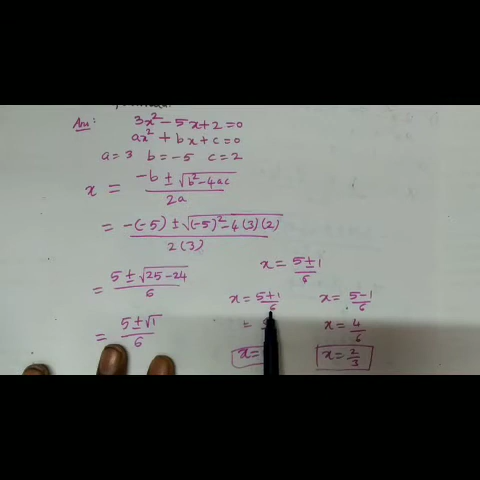 Ans: 3x² - 5x + 2 = 0
ax² + bx + c = 0
a = 3 b = -5 c = 2
x = -b ± √b² - 4ac / 2a
= -(-5) ± √(-5)² - 4(3)(2) / 2(3)
= 5 ± √25 - 24 / 6
= 5 ± √1 / 6
x = 5 ± 1 / 6
x = 5+1 / 6 x = 5-1 / 6
= x = 4 / 6
x = x = 2 / 3